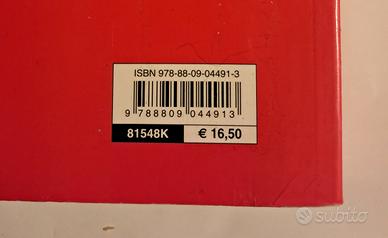 ISBN 978-88-09-04491-3
9 788809 044913
81548K
€ 16,50
subito